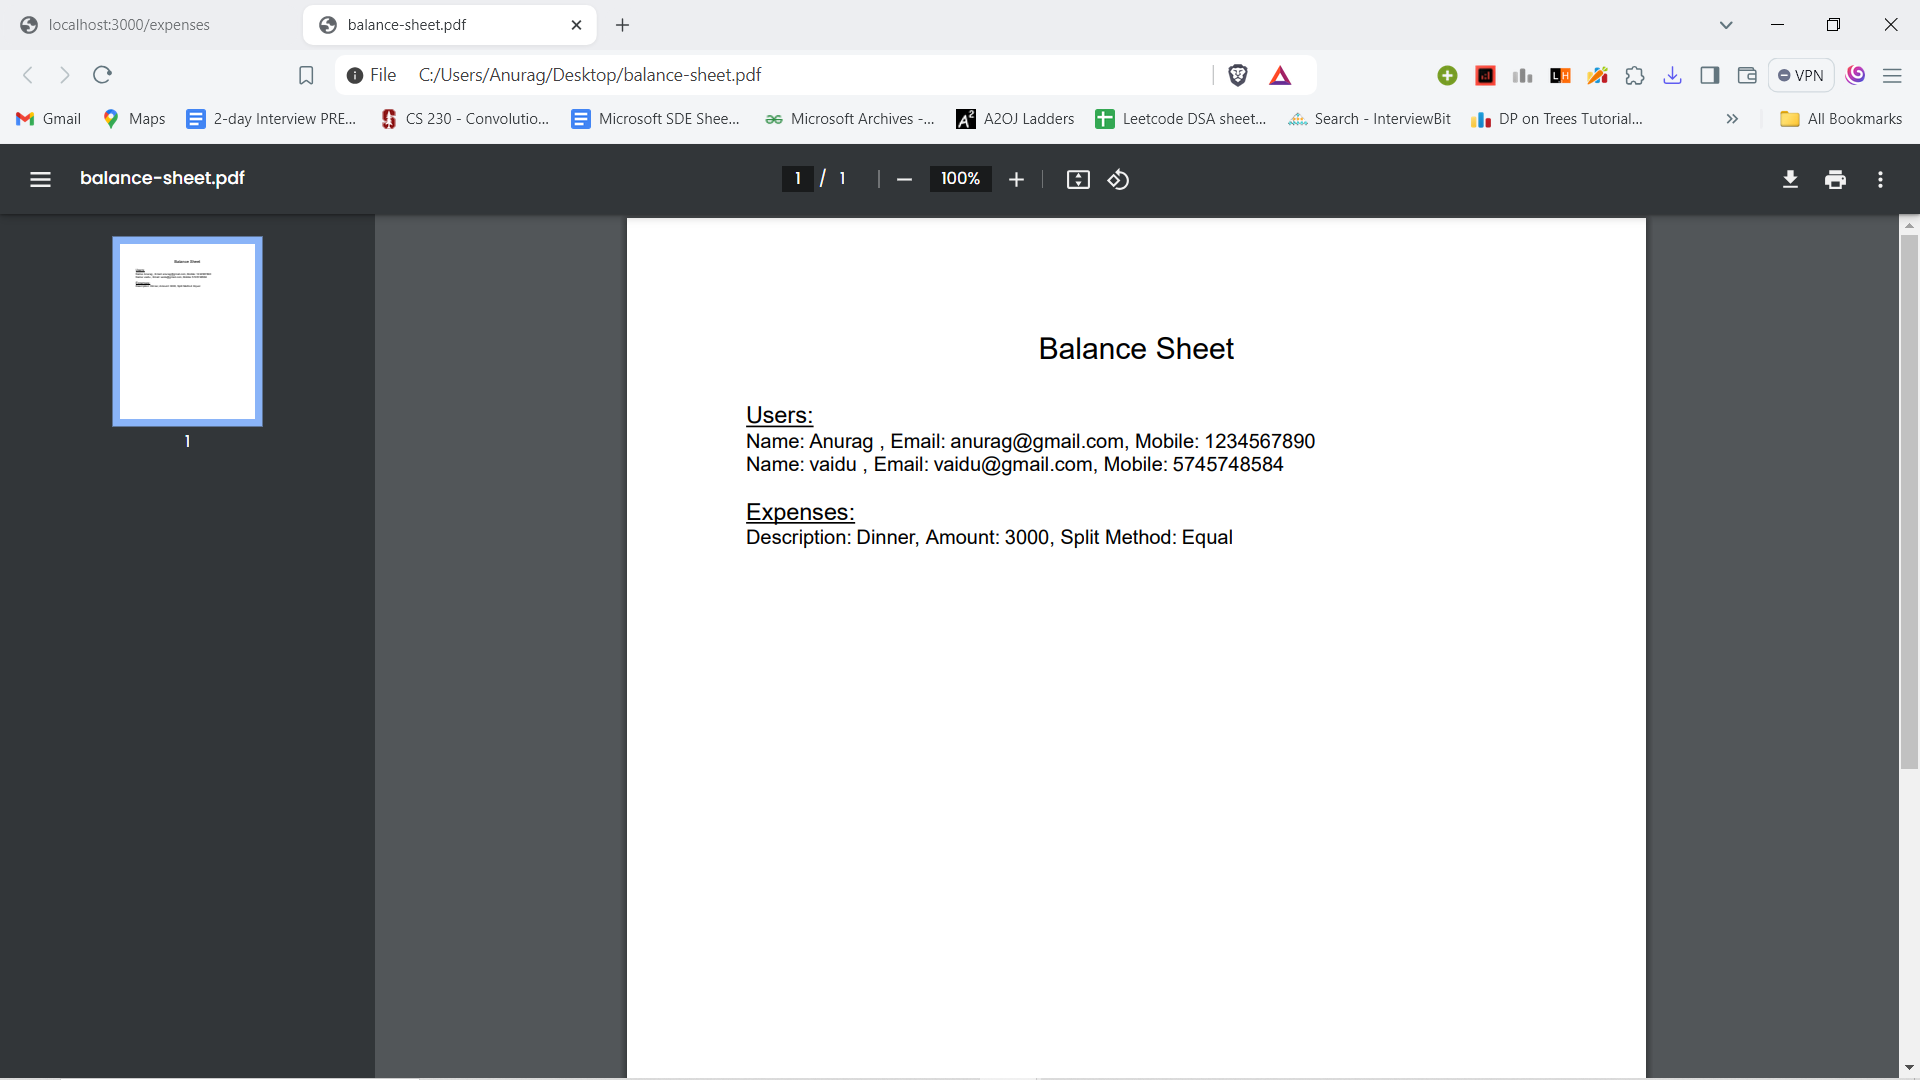 localhost:3000/expenses
balance-sheet.pdf
File C:/Users/Anurag/Desktop/balance-sheet.pdf
VPN
Gmail
Maps
2-day Interview PRE...
CS 230 - Convolutio...
Microsoft SDE Shee...
Microsoft Archives -...
A2OJ Ladders
Leetcode DSA sheet...
Search - InterviewBit
DP on Trees Tutorial...
All Bookmarks
balance-sheet.pdf
1 / 1
100%
1
Balance Sheet
Users:
Name: Anurag , Email: anurag@gmail.com, Mobile: 1234567890
Name: vaidu , Email: vaidu@gmail.com, Mobile: 5745748584
Expenses:
Description: Dinner, Amount: 3000, Split Method: Equal